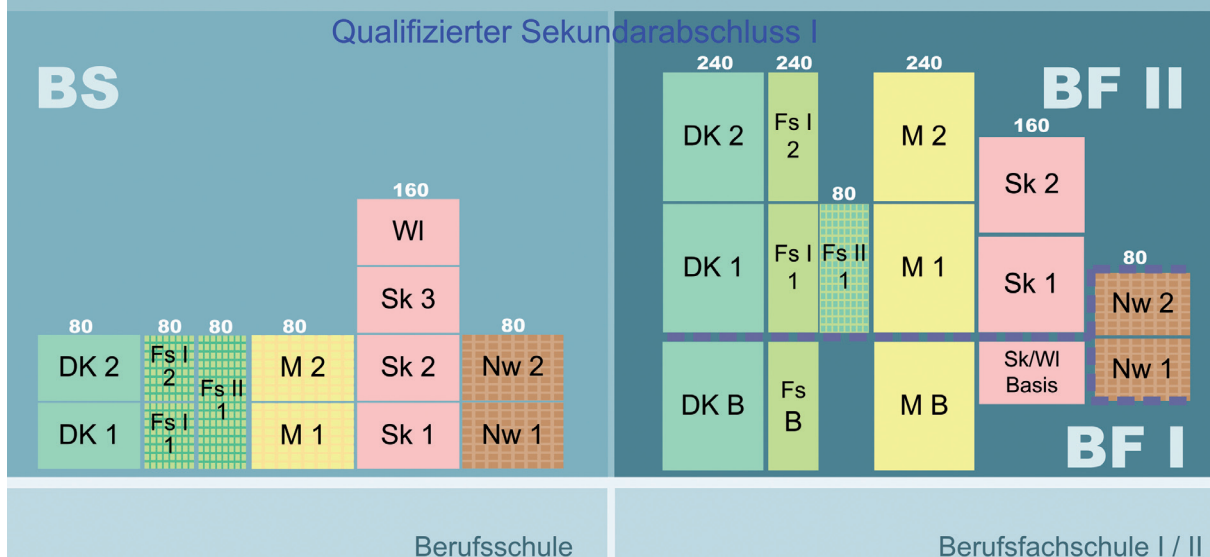 Qualifizierter Sekundarabschluss I
BS
160
WI
Sk 3
80
80
80
80
80
DK 2
Fs I
2
Fs II
1
M 2
Sk 2
Nw 2
DK 1
Fs I
1
M 1
Sk 1
Nw 1
Berufsschule
BF II
240
240
240
DK 2
Fs I
2
M 2
160
Sk 2
80
DK 1
Fs I
1
Fs II
1
M 1
Sk 1
80
Nw 2
DK B
Fs
B
M B
Sk/WI
Basis
Nw 1
BF I
Berufsfachschule I / II